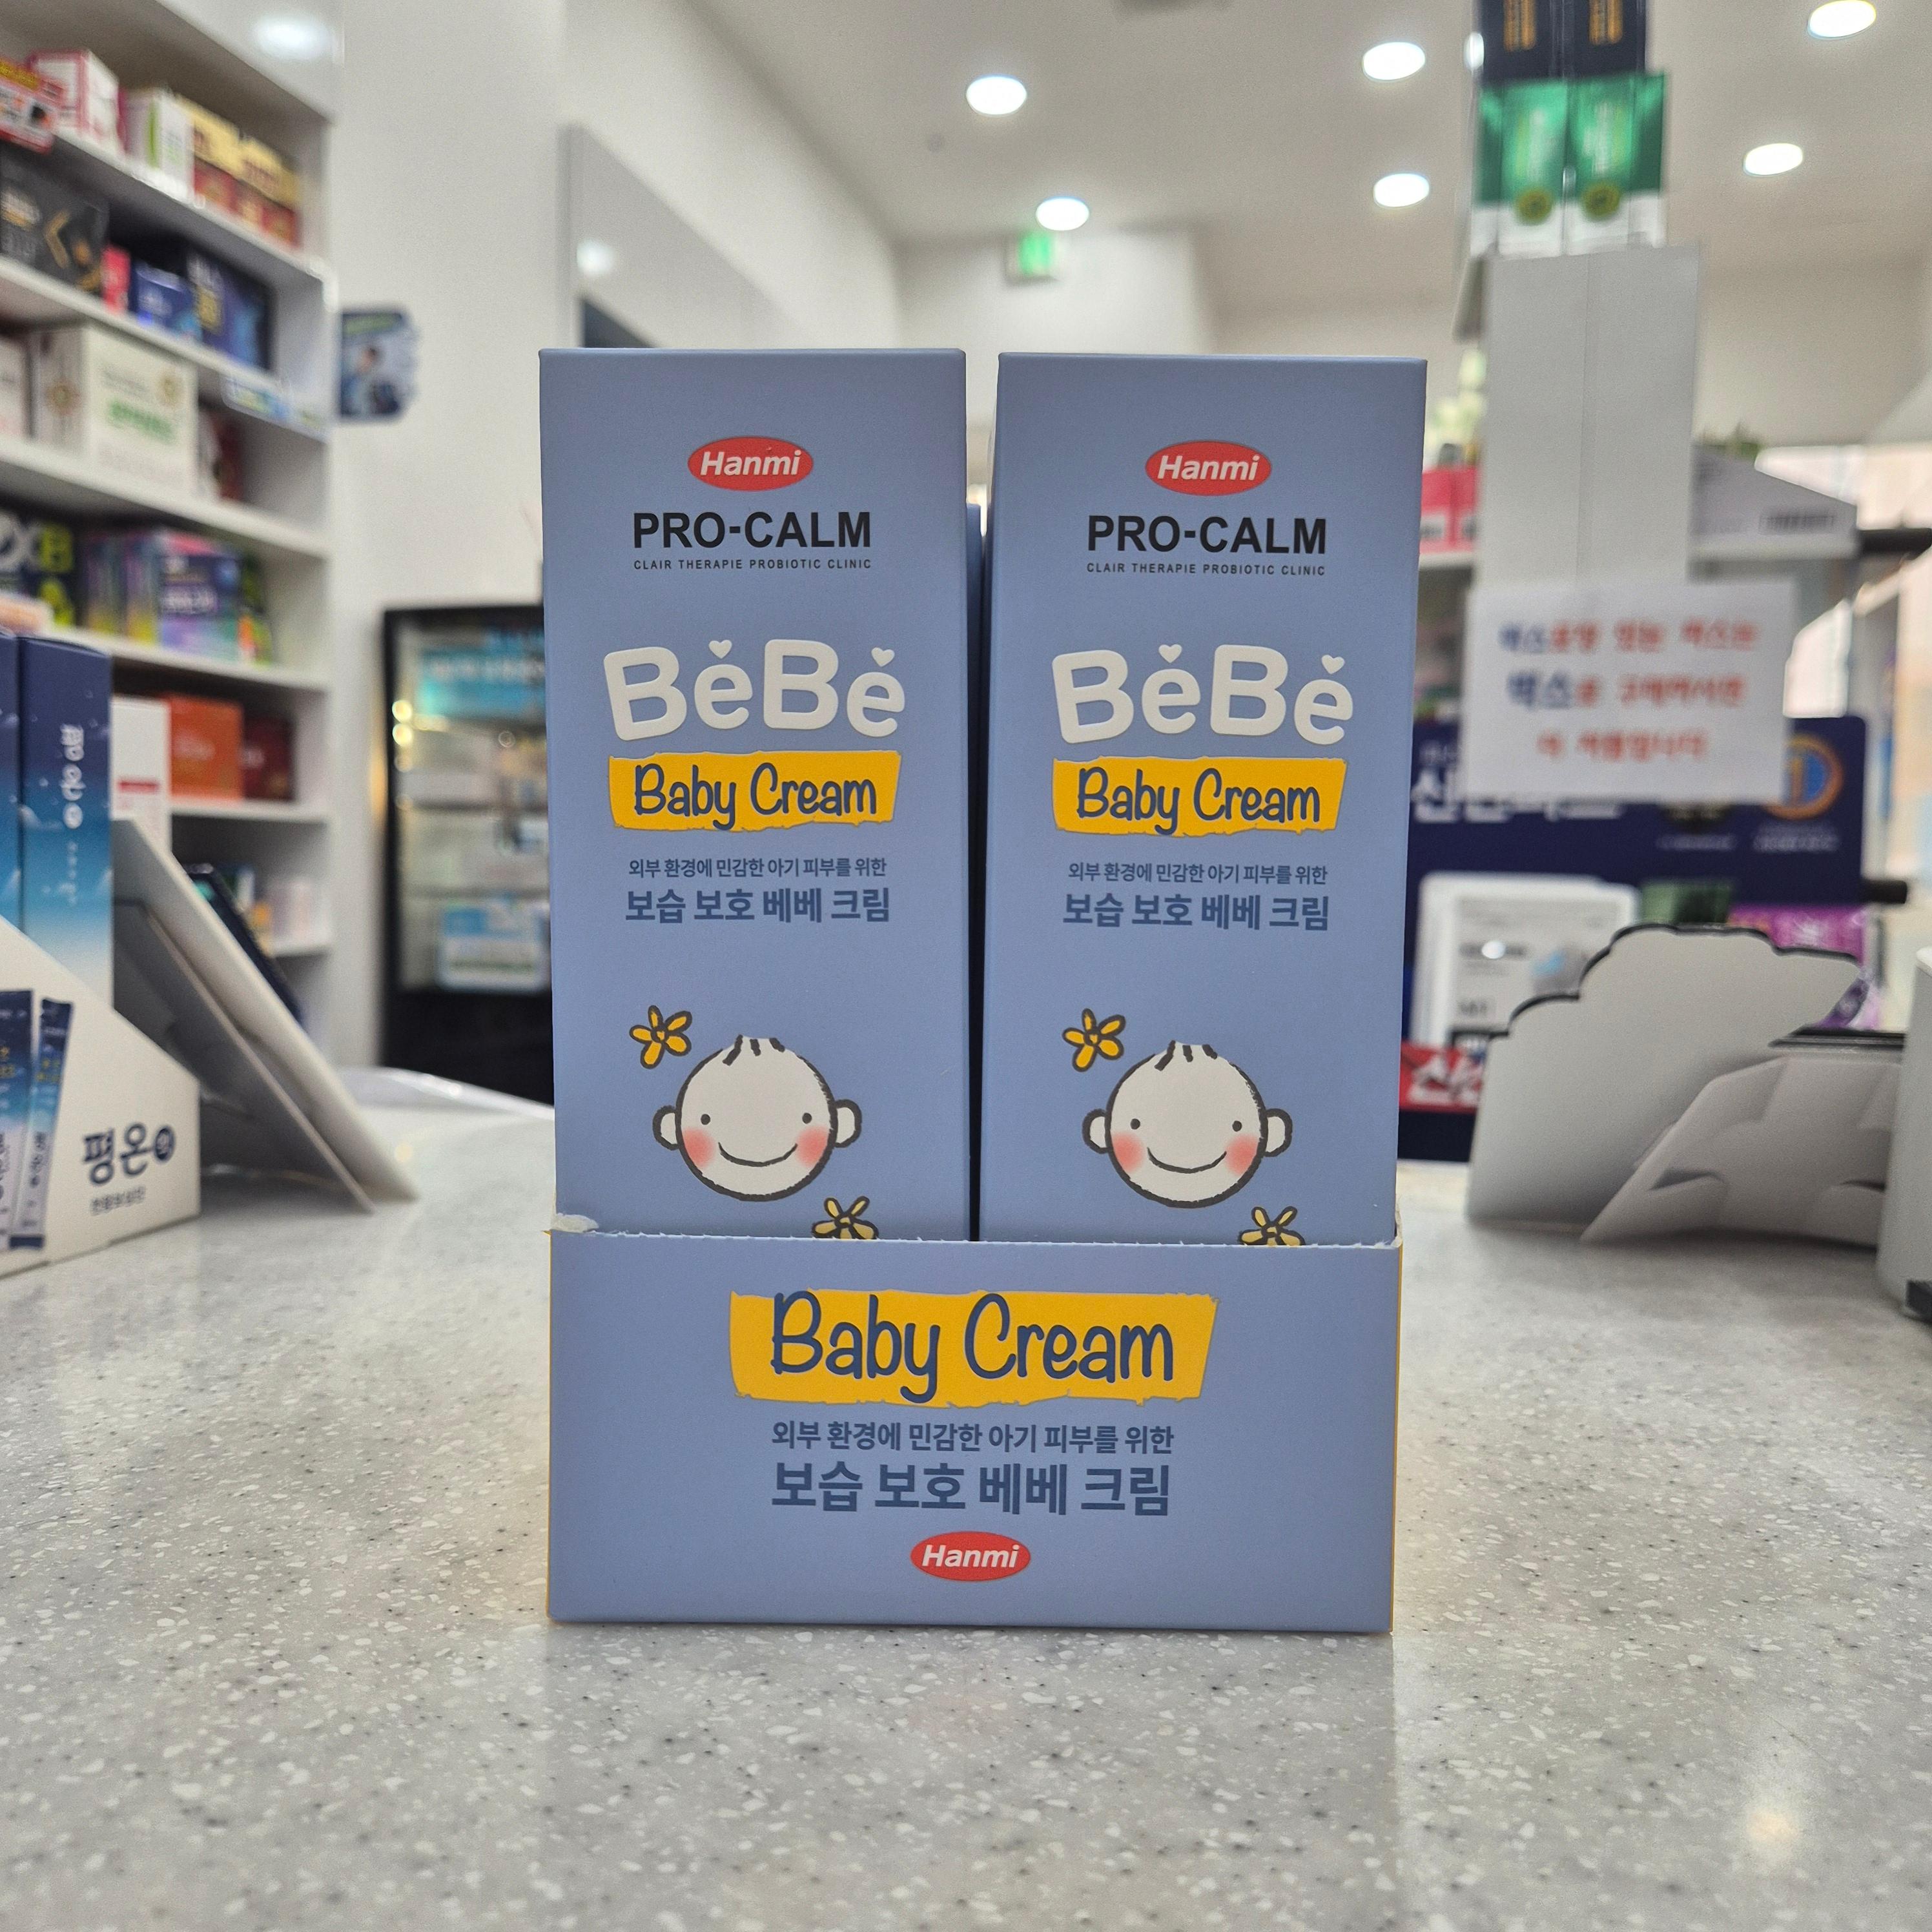 Hanmi
PRO-CALM
CLAIR THERAPIE PROBIOTIC CLINIC
BeBe
Baby Cream
외부 환경에 민감한 아기 피부를 위한
보습 보호 베베 크림
Hanmi
PRO-CALM
CLAIR THERAPIE PROBIOTIC CLINIC
BeBe
Baby Cream
외부 환경에 민감한 아기 피부를 위한
보습 보호 베베 크림
Baby Cream
외부 환경에 민감한 아기 피부를 위한
보습 보호 베베 크림
Hanmi
평온